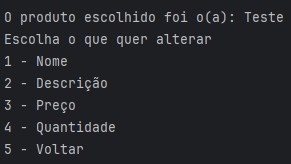 O produto escolhido foi o(a): Teste
Escolha o que quer alterar
1 - Nome
2 - Descrição
3 - Preço
4 - Quantidade
5 - Voltar